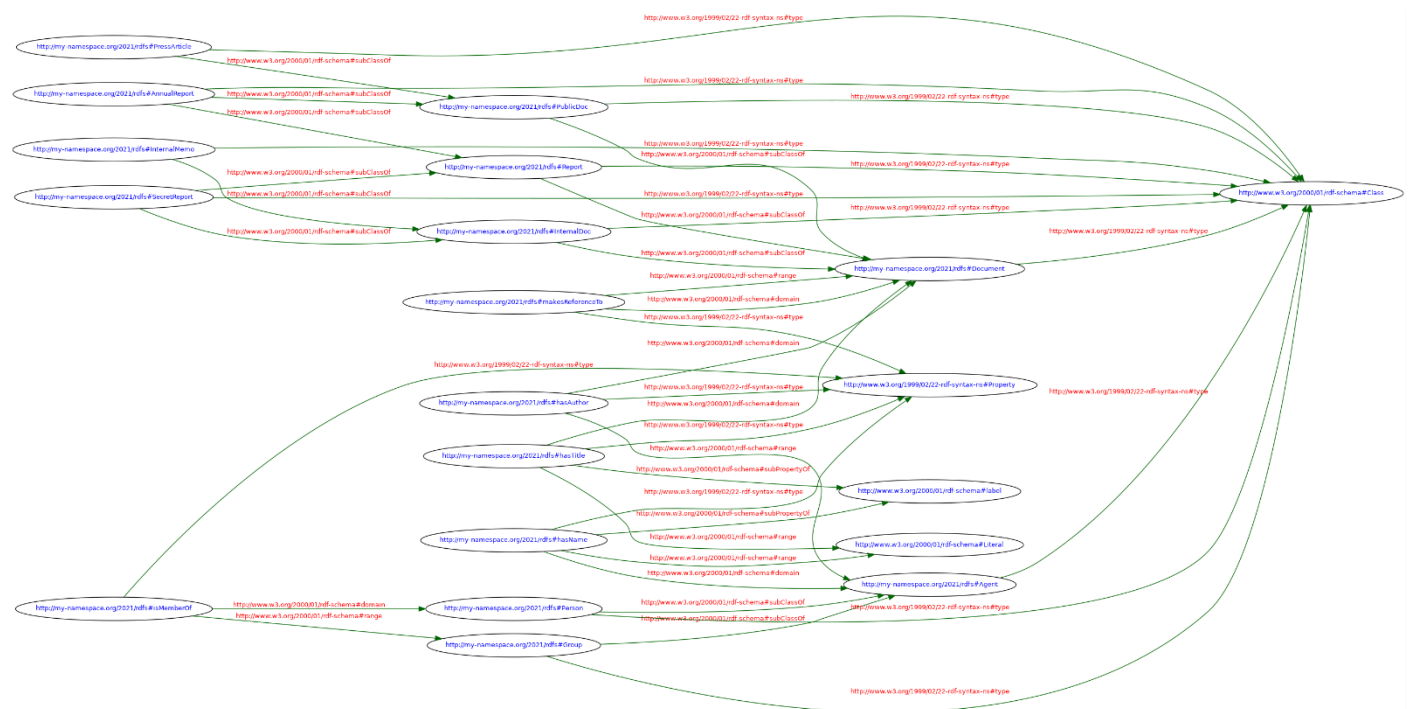 http://www.w3.org/1999/02/22-rdf-syntax-ns#type
http://my-namespace.org/2021/rdfs#PressArticle
http://www.w3.org/2000/01/rdf-schema#subClassOf
http://www.w3.org/1999/02/22-rdf-syntax-ns#type
http://my-namespace.org/2021/rdfs#AnnualReport
http://www.w3.org/2000/01/rdf-schema#subClassOf
http://www.w3.org/1999/02/22-rdf-syntax-ns#type
http://my-namespace.org/2021/rdfs#PublicDoc
http://www.w3.org/2000/01/rdf-schema#subClassOf
http://www.w3.org/1999/02/22-rdf-syntax-ns#type
http://my-namespace.org/2021/rdfs#InternalMemo
http://www.w3.org/2000/01/rdf-schema#subClassOf
http://www.w3.org/1999/02/22-rdf-syntax-ns#type
http://my-namespace.org/2021/rdfs#Report
http://www.w3.org/2000/01/rdf-schema#subClassOf
http://www.w3.org/1999/02/22-rdf-syntax-ns#type
http://www.w3.org/2000/01/rdf-schema#Class
http://my-namespace.org/2021/rdfs#SecretReport
http://www.w3.org/2000/01/rdf-schema#subClassOf
http://www.w3.org/1999/02/22-rdf-syntax-ns#type
http://www.w3.org/2000/01/rdf-schema#subClassOf
http://www.w3.org/2000/01/rdf-schema#subClassOf
http://my-namespace.org/2021/rdfs#InternalDoc
http://www.w3.org/1999/02/22-rdf-syntax-ns#type
http://www.w3.org/2000/01/rdf-schema#subClassOf
http://my-namespace.org/2021/rdfs#Document
http://www.w3.org/2000/01/rdf-schema#range
http://my-namespace.org/2021/rdfs#makesReferenceTo
http://www.w3.org/2000/01/rdf-schema#domain
http://www.w3.org/1999/02/22-rdf-syntax-ns#type
http://www.w3.org/2000/01/rdf-schema#domain
http://www.w3.org/1999/02/22-rdf-syntax-ns#type
http://www.w3.org/1999/02/22-rdf-syntax-ns#Property
http://www.w3.org/1999/02/22-rdf-syntax-ns#type
http://www.w3.org/1999/02/22-rdf-syntax-ns#type
http://my-namespace.org/2021/rdfs#hasAuthor
http://www.w3.org/2000/01/rdf-schema#domain
http://www.w3.org/1999/02/22-rdf-syntax-ns#type
http://www.w3.org/2000/01/rdf-schema#range
http://my-namespace.org/2021/rdfs#hasTitle
http://www.w3.org/2000/01/rdf-schema#subPropertyOf
http://www.w3.org/1999/02/22-rdf-syntax-ns#type
http://www.w3.org/2000/01/rdf-schema#label
http://www.w3.org/2000/01/rdf-schema#subPropertyOf
http://www.w3.org/2000/01/rdf-schema#range
http://my-namespace.org/2021/rdfs#hasName
http://www.w3.org/2000/01/rdf-schema#Literal
http://www.w3.org/2000/01/rdf-schema#range
http://www.w3.org/2000/01/rdf-schema#domain
http://my-namespace.org/2021/rdfs#Agent
http://www.w3.org/2000/01/rdf-schema#subClassOf
http://www.w3.org/1999/02/22-rdf-syntax-ns#type
http://my-namespace.org/2021/rdfs#isMemberOf
http://www.w3.org/2000/01/rdf-schema#domain
http://my-namespace.org/2021/rdfs#Person
http://www.w3.org/2000/01/rdf-schema#range
http://www.w3.org/2000/01/rdf-schema#subClassOf
http://my-namespace.org/2021/rdfs#Group
http://www.w3.org/1999/02/22-rdf-syntax-ns#type